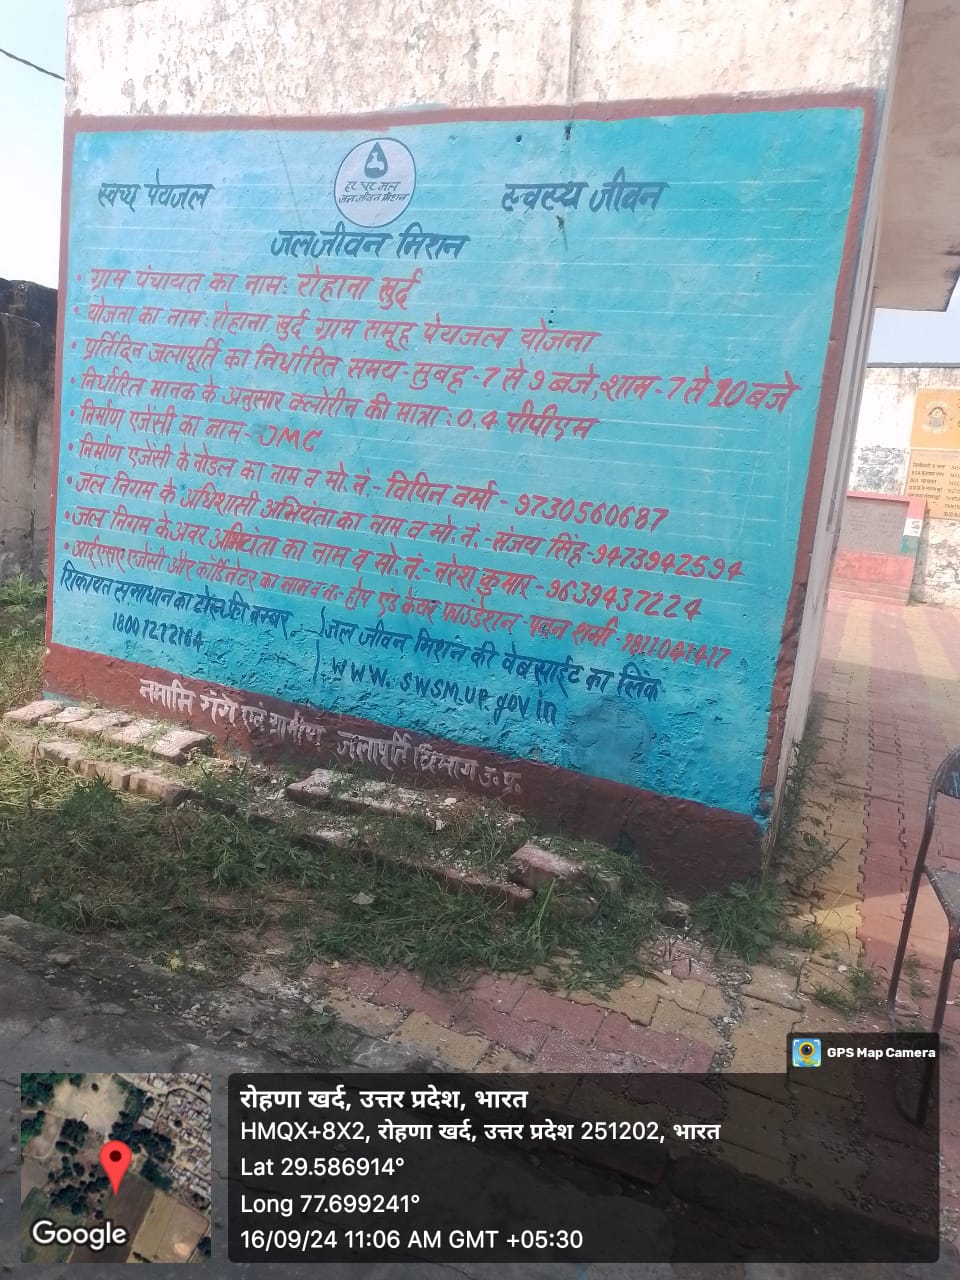 स्वच्छ पेयजल
हर घर जल
जल जीवन मिशन
स्वस्थ्य जीवन
जल जीवन मिशन
• ग्राम पंचायत का नाम: रोहाना खुर्द
• योजना का नाम: रोहाना खुर्द ग्राम समूह पेयजल योजना
• प्रर्तिदिन जलापूर्ति का निर्धारित समय - सुबह - 7 से 9 बजे, शाम - 7 से 10 बजे
• निर्धारित मानक के अनुसार क्लोरीन की मात्रा : 0.4 पीपीएम
• निर्माण एजेंसी का नाम - JMC
• निर्माण एजेंसी के नोडल का नाम व मो. नं. - विपिन वर्मा - 9730560687
• जल निगम के अधिशासी अभियंता का नाम व मो. नं. - संजय सिंह - 9473942594
• जल निगम के अवर अभियंता का नाम व मो. नं. - नरेश कुमार - 9639437224
• आईएसए एजेंसी और कोर्डिनेटर का नाम व नं. - होप एंड केयर फाउंडेशन - पवन शर्मा - 9811041417
शिकायत समाधान का टोल फ्री नम्बर
18001212164
जल जीवन मिशन की वेबसाईट का लिंक
www.swsm.up.gov in
नमामि गंगे एवं ग्रामीण जलापूर्ति विभाग उ.प्र.
GPS Map Camera
रोहणा खर्द, उत्तर प्रदेश, भारत
HMQX+8X2, रोहणा खर्द, उत्तर प्रदेश 251202, भारत
Lat 29.586914°
Long 77.699241°
16/09/24 11:06 AM GMT +05:30
Google